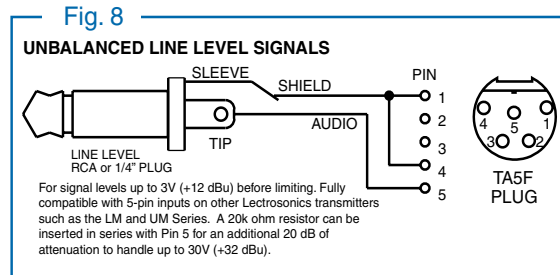 Fig. 8
UNBALANCED LINE LEVEL SIGNALS
SLEEVE
SHIELD
PIN
1
2
3
4
5
AUDIO
TIP
LINE LEVEL
RCA or 1/4" PLUG
4
5
1
3
2
TA5F
PLUG
For signal levels up to 3V (+12 dBu) before limiting. Fully
compatible with 5-pin inputs on other Lectrosonics transmitters
such as the LM and UM Series. A 20k ohm resistor can be
inserted in series with Pin 5 for an additional 20 dB of
attenuation to handle up to 30V (+32 dBu).